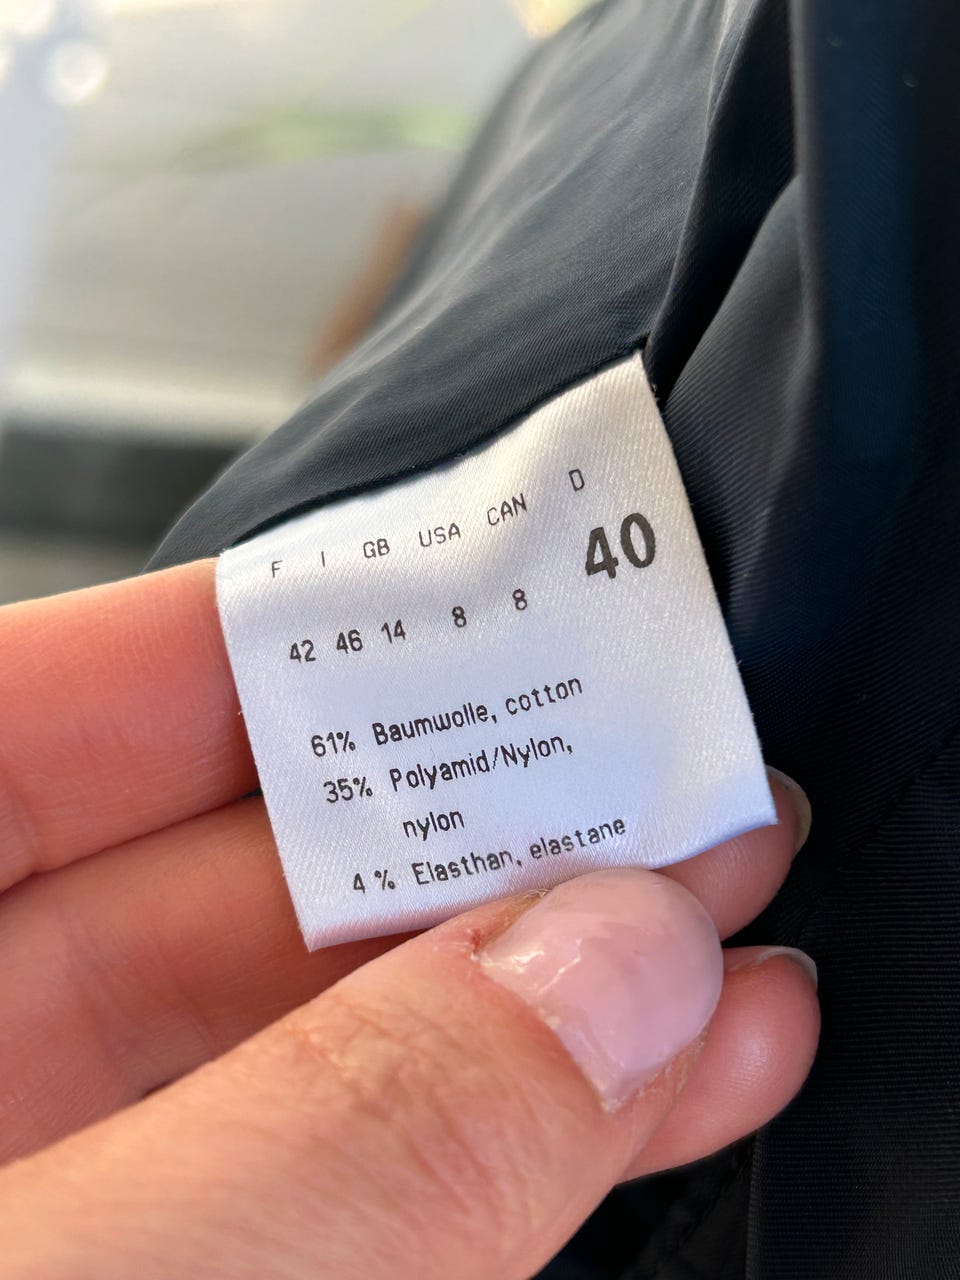 F I GB USA CAN D
42 46 14 8 8 40
61% Baumwolle, cotton
35% Polyamid/Nylon,
nylon
4 % Elasthan, elastane